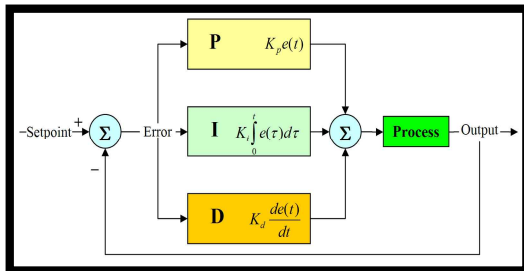 P K_p e(t)
–Setpoint + Σ Error I K_i ∫_0^t e(τ)dτ Σ Process Output
−
D K_d de(t)/dt